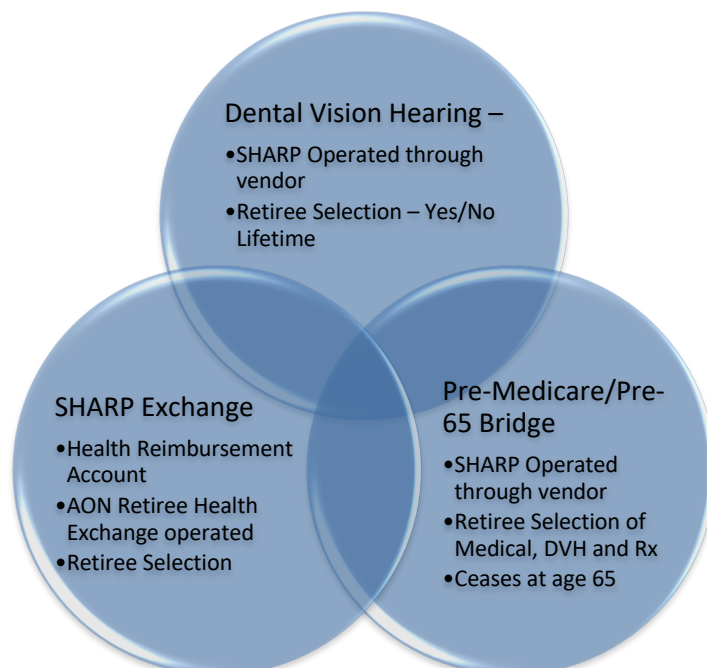 Dental Vision Hearing –
•SHARP Operated through
vendor
•Retiree Selection – Yes/No
Lifetime
SHARP Exchange
•Health Reimbursement
Account
•AON Retiree Health
Exchange operated
•Retiree Selection
Pre-Medicare/Pre-
65 Bridge
•SHARP Operated
through vendor
•Retiree Selection of
Medical, DVH and Rx
•Ceases at age 65